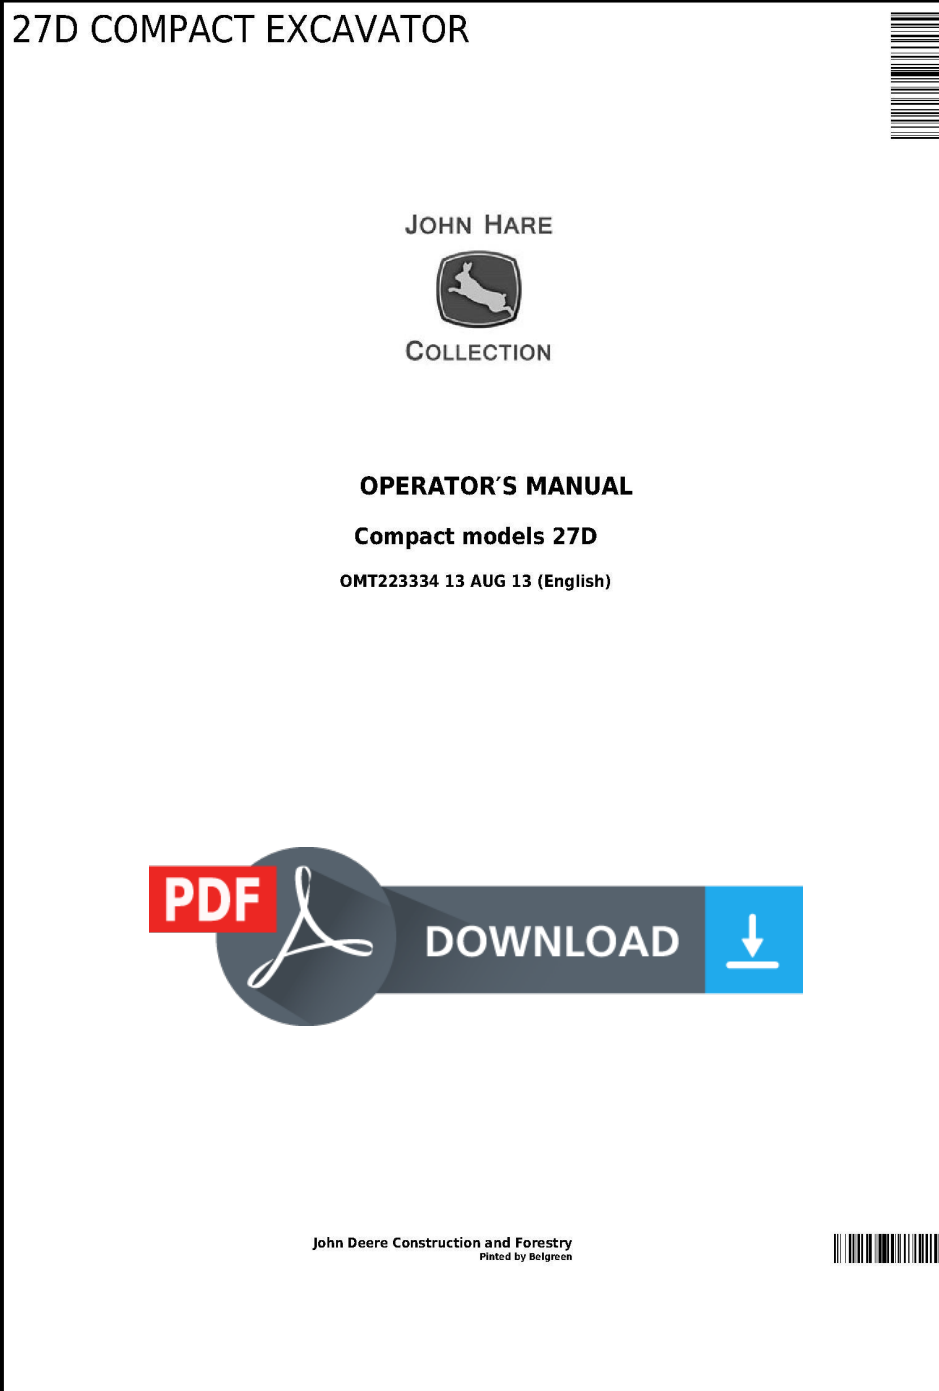 27D COMPACT EXCAVATOR
JOHN HARE
COLLECTION
OPERATOR′S MANUAL
Compact models 27D
OMT223334 13 AUG 13 (English)
PDF
DOWNLOAD
John Deere Construction and Forestry
Pinted by Belgreen